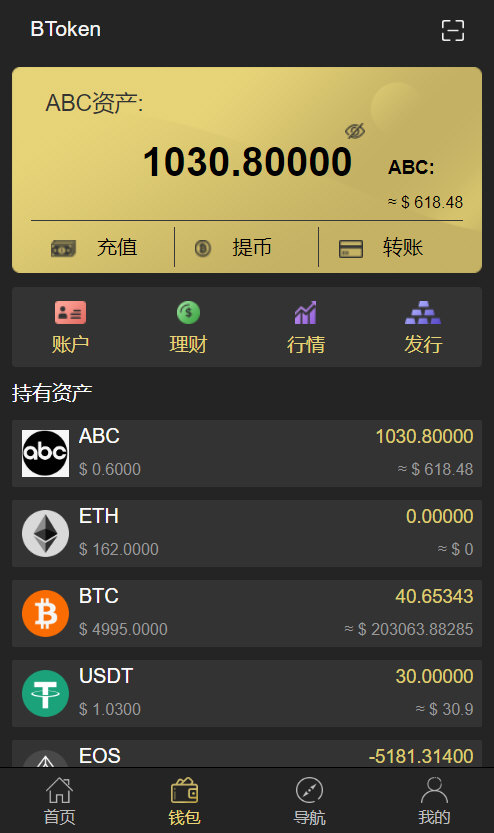 BToken
ABC资产:
1030.80000
ABC:
≈ $ 618.48
充值 提币 转账
账户 理财 行情 发行
持有资产
abc
ABC 1030.80000
$ 0.6000 ≈ $ 618.48
ETH 0.00000
$ 162.0000 ≈ $ 0
BTC 40.65343
$ 4995.0000 ≈ $ 203063.88285
USDT 30.00000
$ 1.0300 ≈ $ 30.9
EOS -5181.31400
首页 钱包 导航 我的